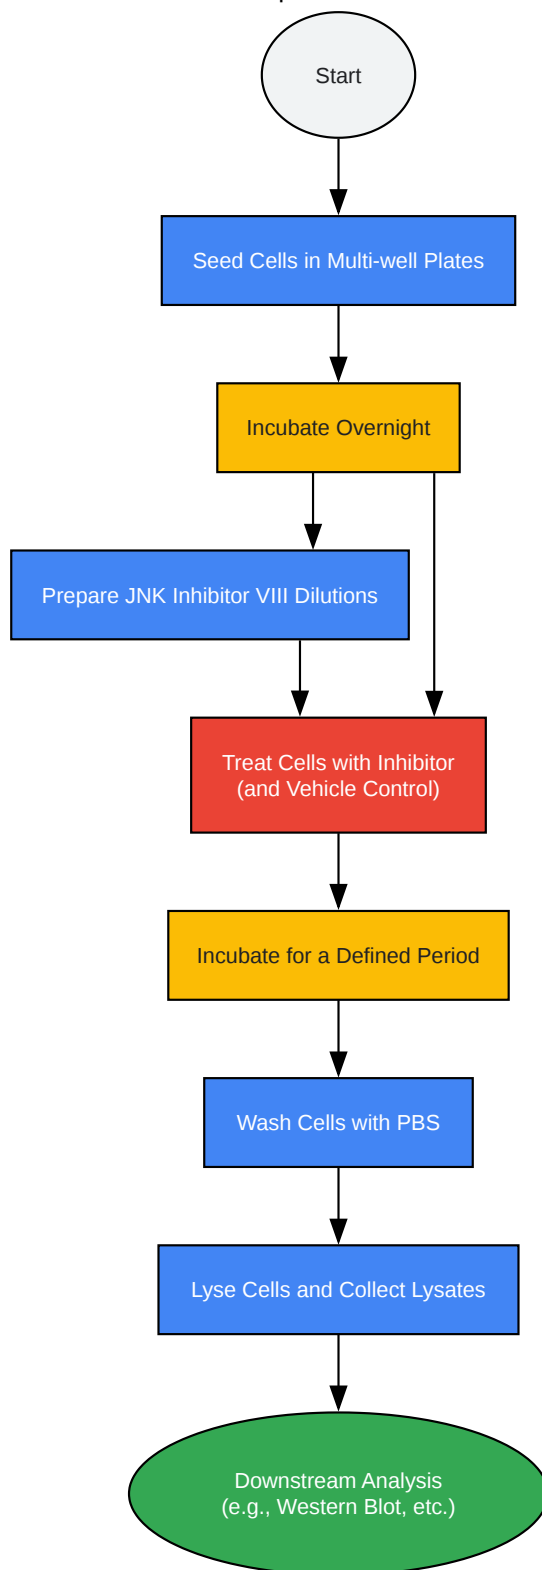 Start
Seed Cells in Multi-well Plates
Incubate Overnight
Prepare JNK Inhibitor VIII Dilutions
Treat Cells with Inhibitor
(and Vehicle Control)
Incubate for a Defined Period
Wash Cells with PBS
Lyse Cells and Collect Lysates
Downstream Analysis
(e.g., Western Blot, etc.)